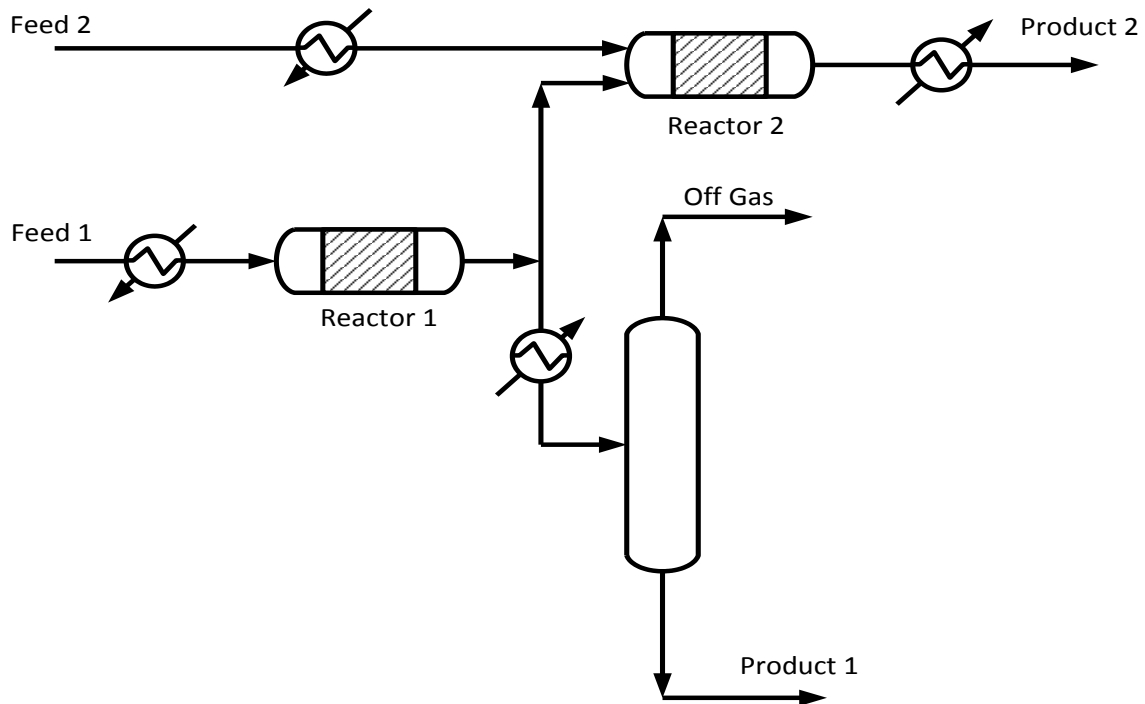 Feed 2
Product 2
Reactor 2
Off Gas
Feed 1
Reactor 1
Product 1